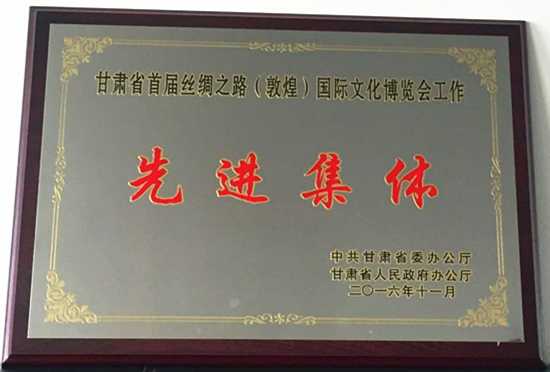 甘肃省首届丝绸之路（敦煌）国际文化博览会工作
先进集体
中共甘肃省委办公厅
甘肃省人民政府办公厅
二〇一六年十一月